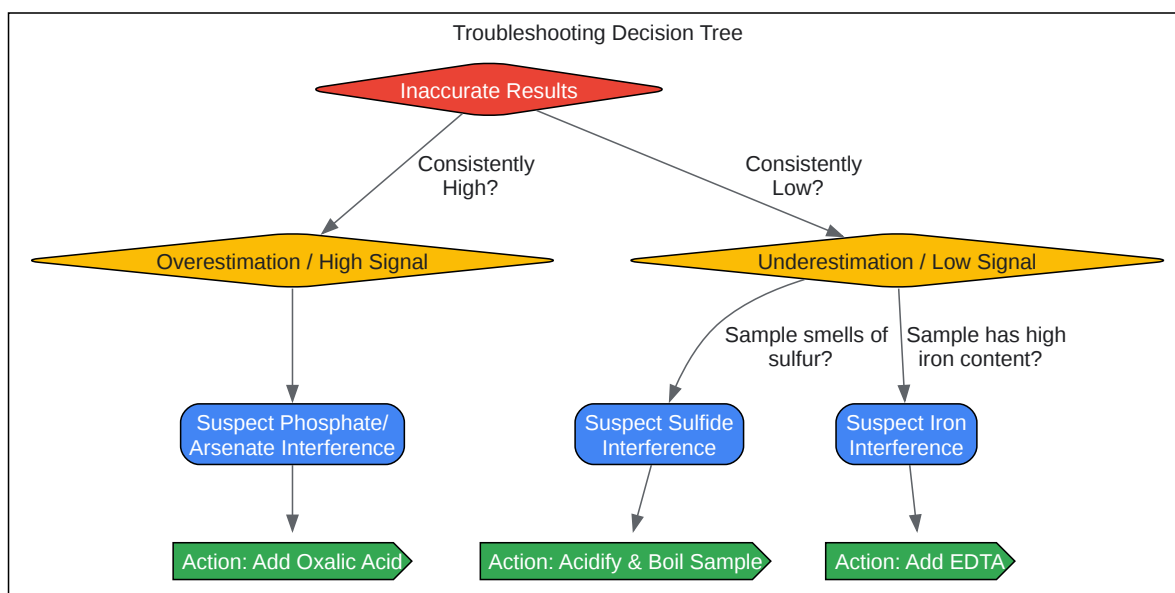 Troubleshooting Decision Tree
Inaccurate Results
Consistently
High?
Consistently
Low?
Overestimation / High Signal
Underestimation / Low Signal
Sample smells of
sulfur?
Sample has high
iron content?
Suspect Phosphate/
Arsenate Interference
Suspect Sulfide
Interference
Suspect Iron
Interference
Action: Add Oxalic Acid
Action: Acidify & Boil Sample
Action: Add EDTA